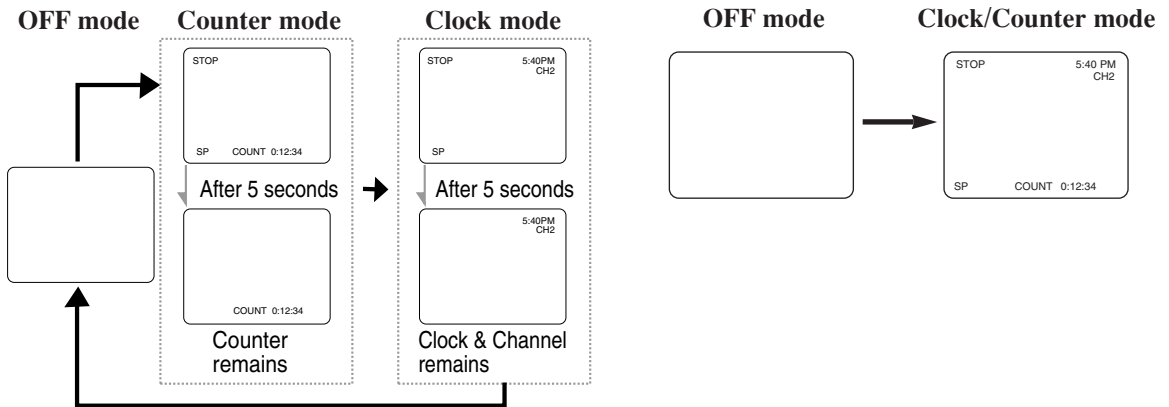 OFF mode
Counter mode
Clock mode
STOP
SP COUNT 0:12:34
After 5 seconds
COUNT 0:12:34
Counter
remains
STOP 5:40PM
CH2
SP
After 5 seconds
5:40PM
CH2
Clock & Channel
remains
OFF mode
Clock/Counter mode
STOP 5:40 PM
CH2
SP COUNT 0:12:34